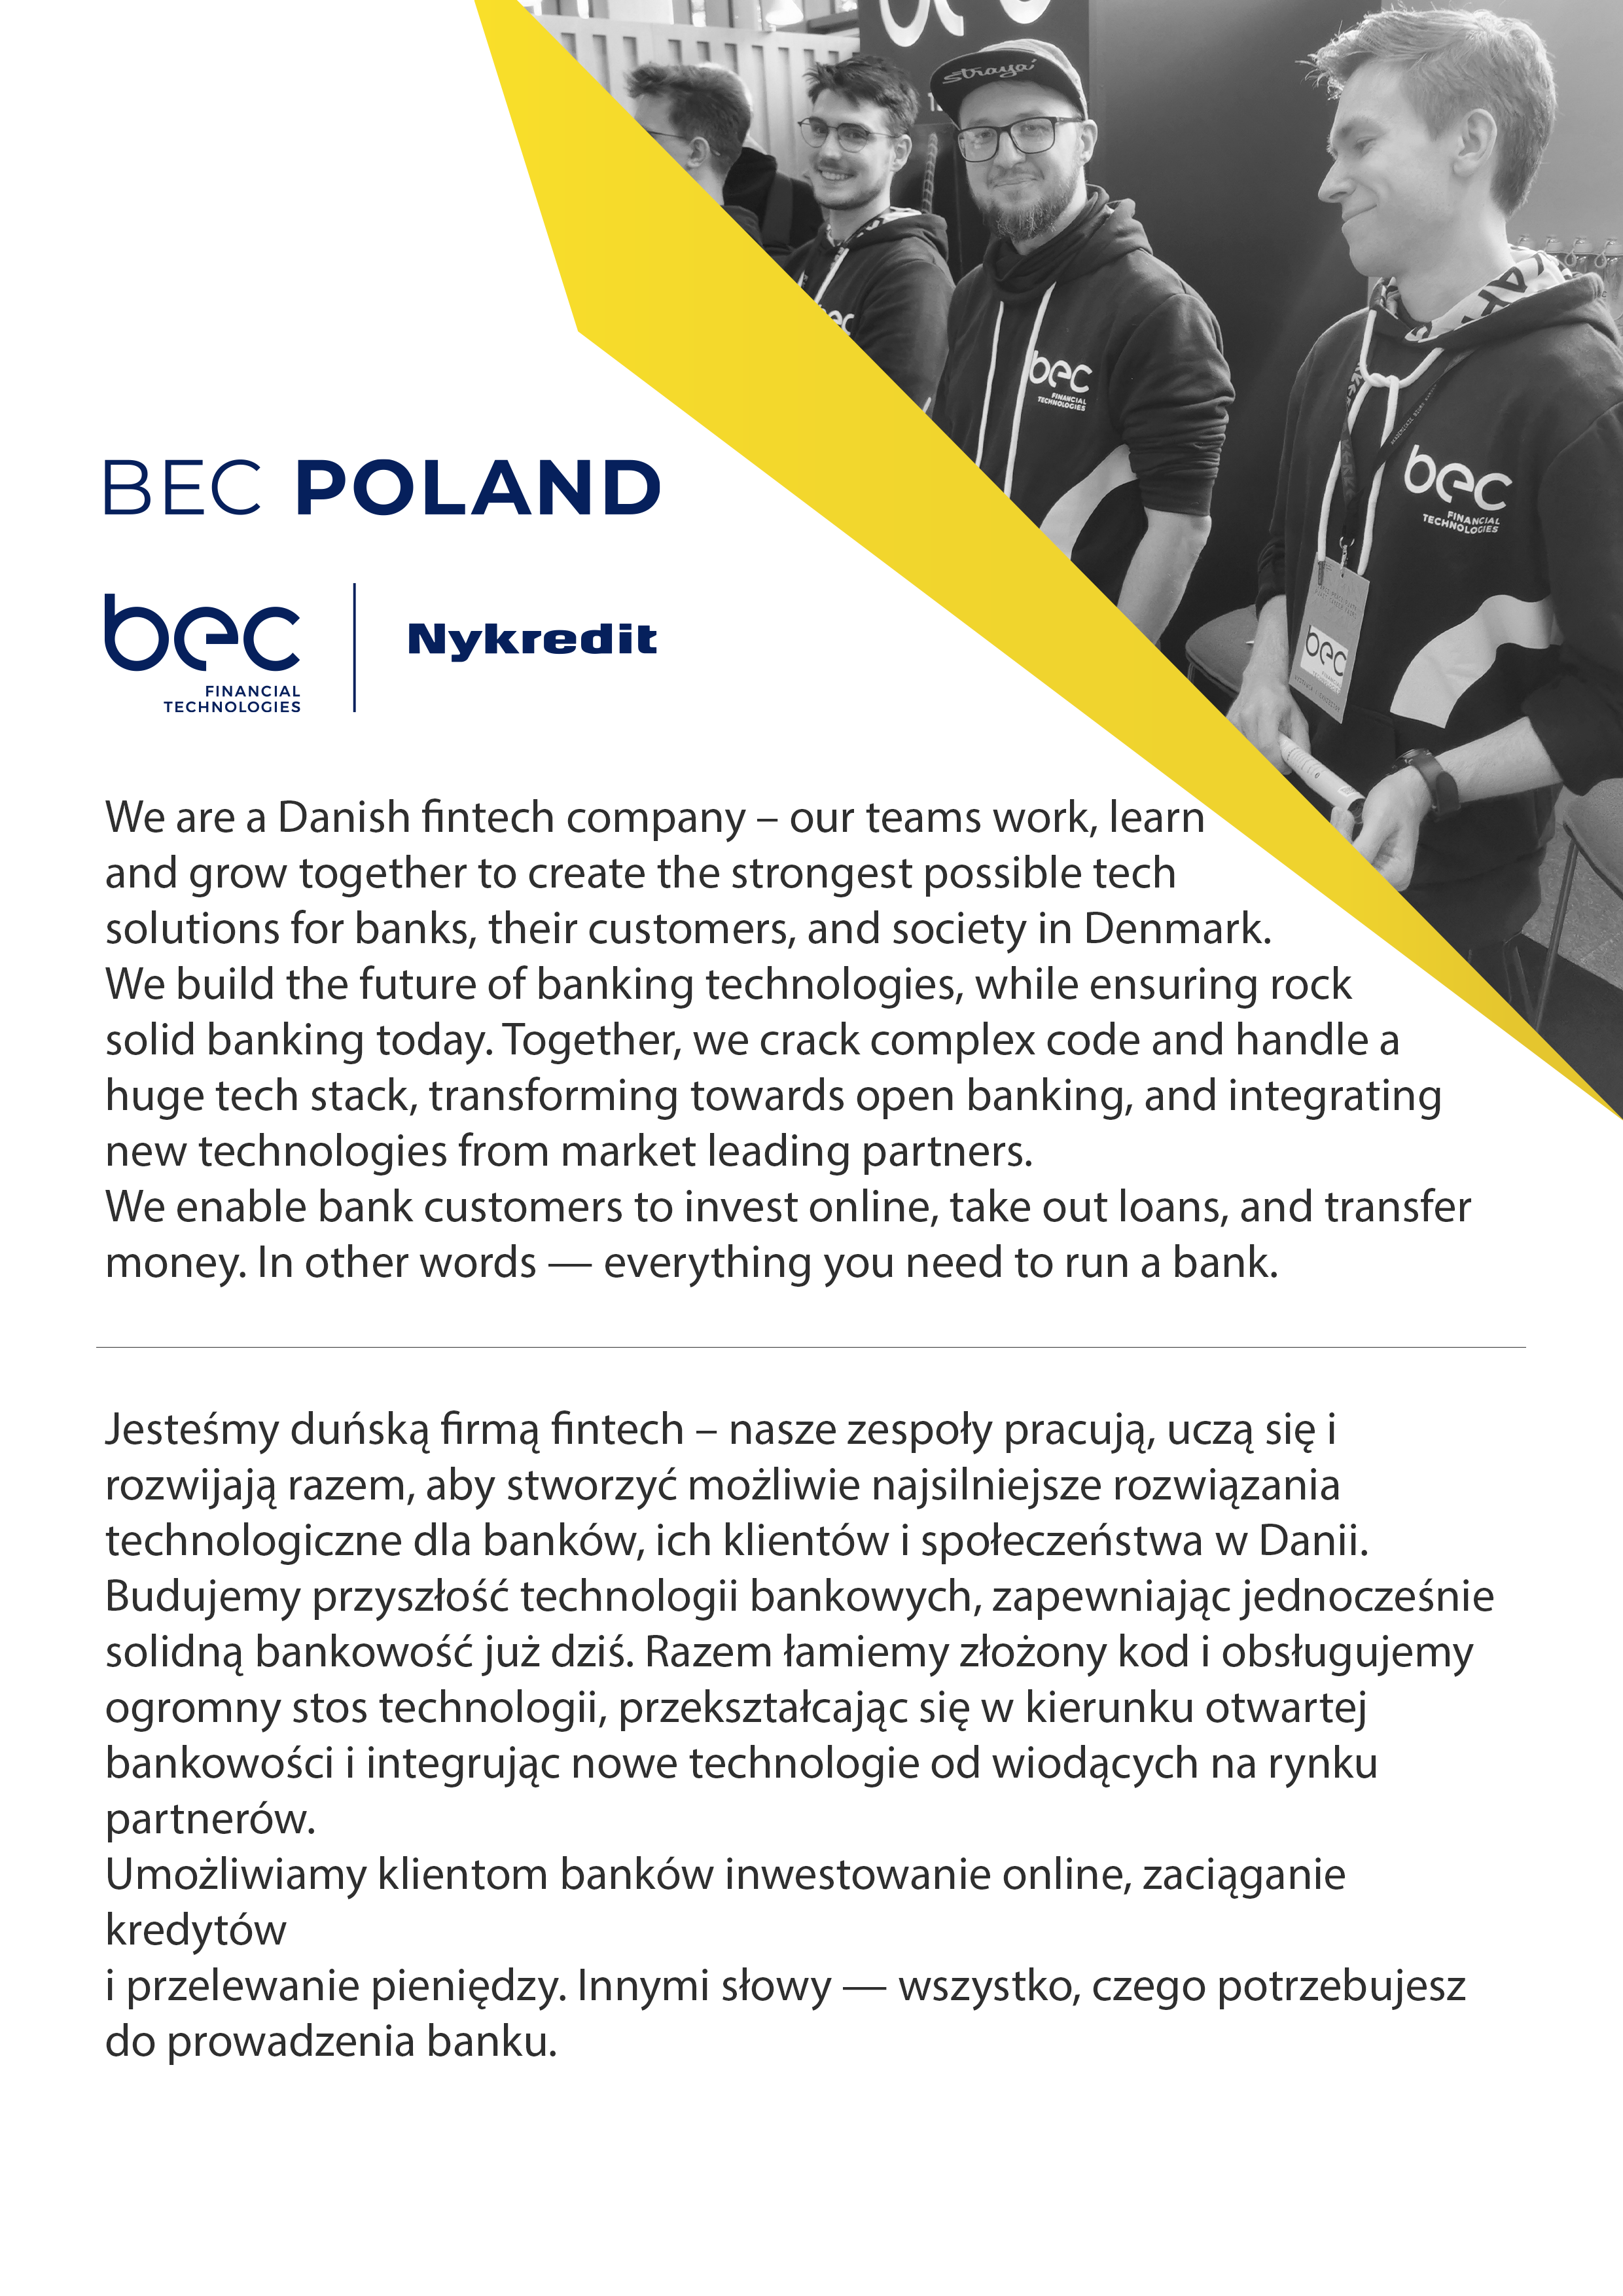 straya'
bec
FINANCIAL
TECHNOLOGIES
bec
FINANCIAL
TECHNOLOGIES
bec
BEC POLAND
bec
FINANCIAL
TECHNOLOGIES
Nykredit
We are a Danish fintech company – our teams work, learn
and grow together to create the strongest possible tech
solutions for banks, their customers, and society in Denmark.
We build the future of banking technologies, while ensuring rock
solid banking today. Together, we crack complex code and handle a
huge tech stack, transforming towards open banking, and integrating
new technologies from market leading partners.
We enable bank customers to invest online, take out loans, and transfer
money. In other words — everything you need to run a bank.
Jesteśmy duńską firmą fintech – nasze zespoły pracują, uczą się i
rozwijają razem, aby stworzyć możliwie najsilniejsze rozwiązania
technologiczne dla banków, ich klientów i społeczeństwa w Danii.
Budujemy przyszłość technologii bankowych, zapewniając jednocześnie
solidną bankowość już dziś. Razem łamiemy złożony kod i obsługujemy
ogromny stos technologii, przekształcając się w kierunku otwartej
bankowości i integrując nowe technologie od wiodących na rynku
partnerów.
Umożliwiamy klientom banków inwestowanie online, zaciąganie
kredytów
i przelewanie pieniędzy. Innymi słowy — wszystko, czego potrzebujesz
do prowadzenia banku.